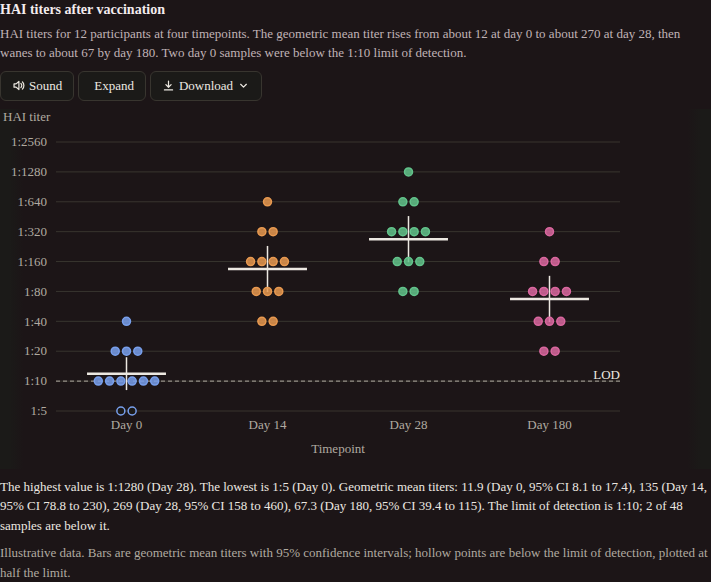 HAI titers after vaccination
HAI titers for 12 participants at four timepoints. The geometric mean titer rises from about 12 at day 0 to about 270 at day 28, then
wanes to about 67 by day 180. Two day 0 samples were below the 1:10 limit of detection.
Sound Expand Download
HAI titer
1:2560
1:1280
1:640
1:320
1:160
1:80
1:40
1:20
1:10
LOD
1:5
Day 0 Day 14 Day 28 Day 180
Timepoint
The highest value is 1:1280 (Day 28). The lowest is 1:5 (Day 0). Geometric mean titers: 11.9 (Day 0, 95% CI 8.1 to 17.4), 135 (Day 14,
95% CI 78.8 to 230), 269 (Day 28, 95% CI 158 to 460), 67.3 (Day 180, 95% CI 39.4 to 115). The limit of detection is 1:10; 2 of 48
samples are below it.
Illustrative data. Bars are geometric mean titers with 95% confidence intervals; hollow points are below the limit of detection, plotted at
half the limit.